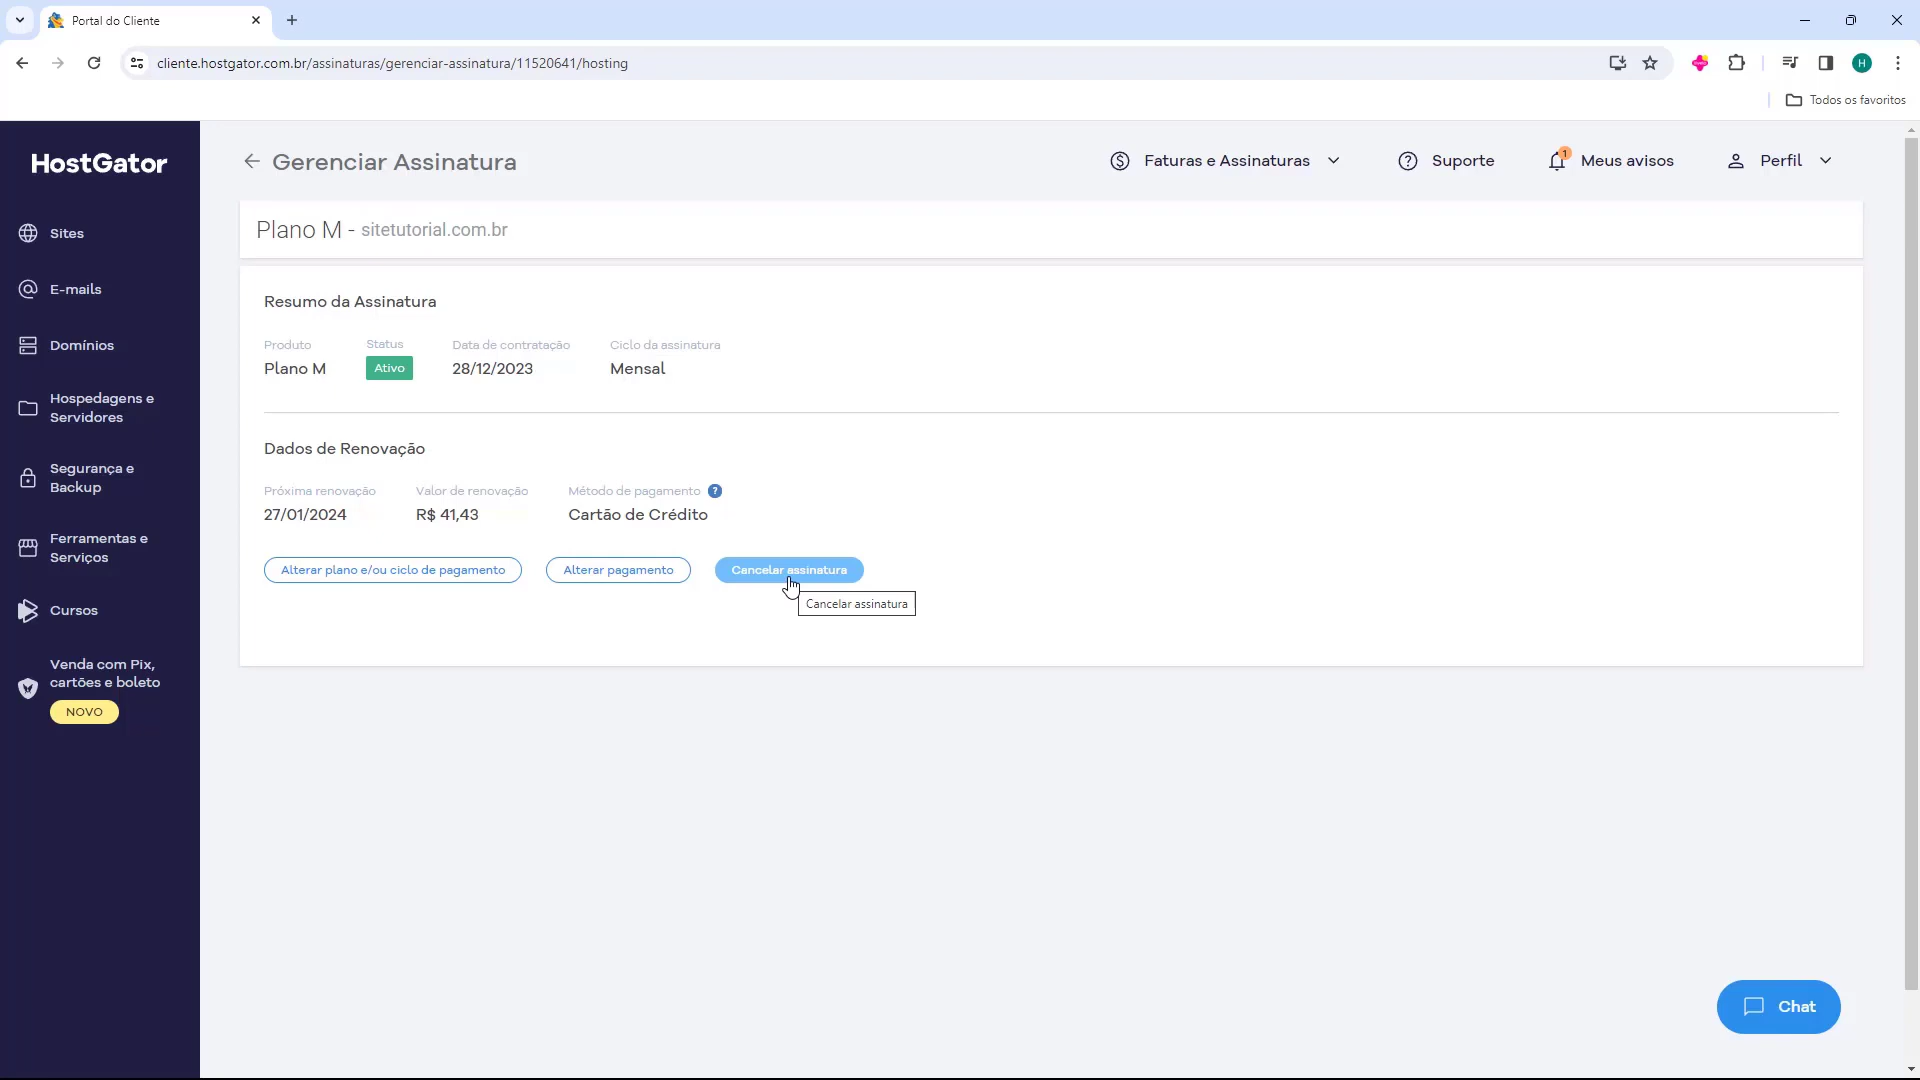 Portal do Cliente
cliente.hostgator.com.br/assinaturas/gerenciar-assinatura/11520641/hosting
H
Todos os favoritos
HostGator
Gerenciar Assinatura
Faturas e Assinaturas
Suporte
1
Meus avisos
Perfil
Sites
E-mails
Domínios
Hospedagens e
Servidores
Segurança e
Backup
Ferramentas e
Serviços
Cursos
Venda com Pix,
cartões e boleto
NOVO
Plano M - sitetutorial.com.br
Resumo da Assinatura
Produto Status Data de contratação Ciclo da assinatura
Plano M Ativo 28/12/2023 Mensal
Dados de Renovação
Próxima renovação Valor de renovação Método de pagamento ?
27/01/2024 R$ 41,43 Cartão de Crédito
Alterar plano e/ou ciclo de pagamento Alterar pagamento Cancelar assinatura
Cancelar assinatura
Chat